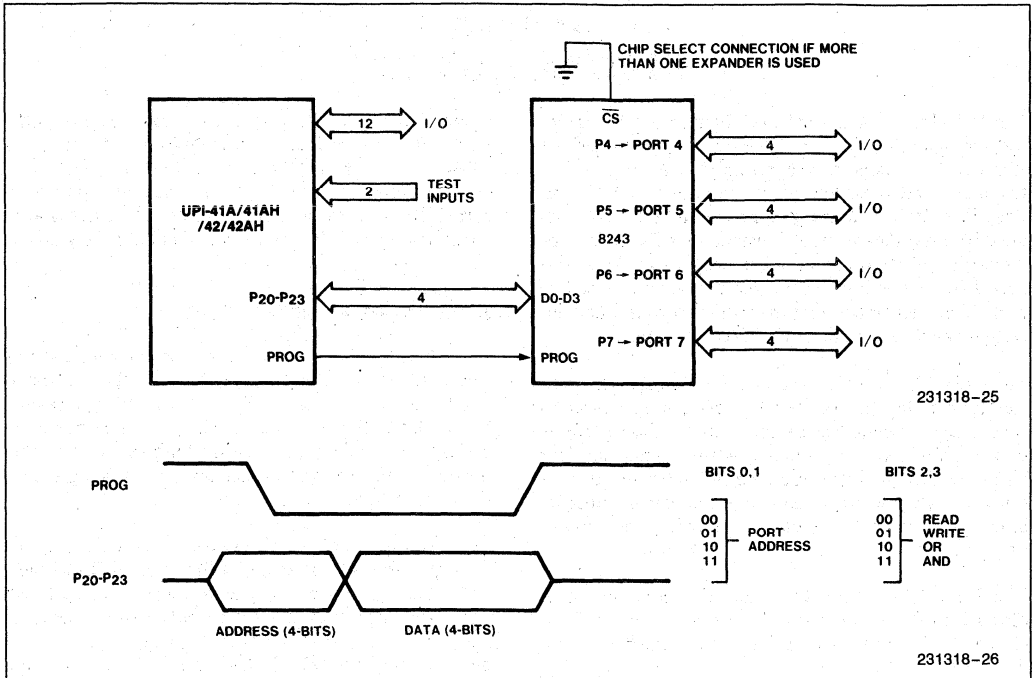 CHIP SELECT CONNECTION IF MORE
THAN ONE EXPANDER IS USED
CS
12 I/O
P4 → PORT 4 4 I/O
2 TEST
INPUTS
UPI-41A/41AH
/42/42AH
P5 → PORT 5 4 I/O
8243
P6 → PORT 6 4 I/O
P20-P23 4 D0-D3
P7 → PORT 7 4 I/O
PROG PROG
231318-25
PROG
BITS 0,1 BITS 2,3
00 00 READ
01 PORT 01 WRITE
10 ADDRESS 10 OR
11 11 AND
P20-P23
ADDRESS (4-BITS) DATA (4-BITS)
231318-26